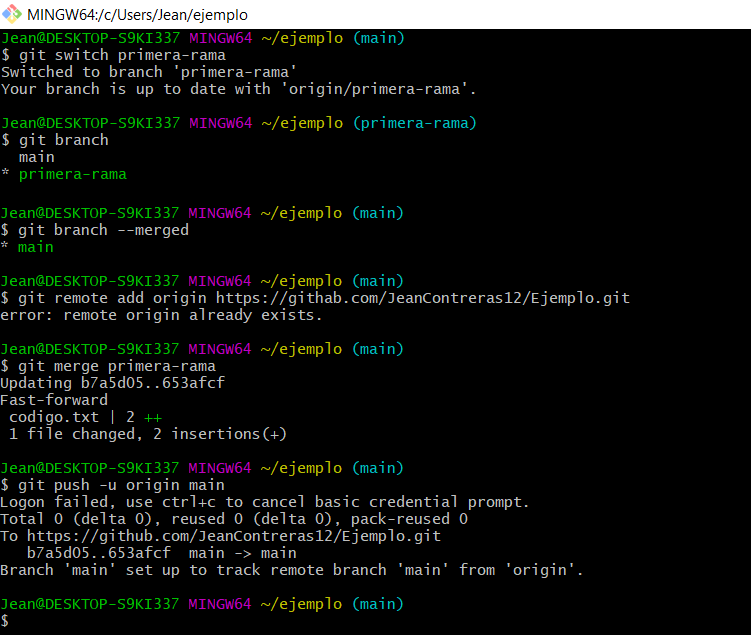 MINGW64:/c/Users/Jean/ejemplo
Jean@DESKTOP-S9KI337 MINGW64 ~/ejemplo (main)
$ git switch primera-rama
Switched to branch 'primera-rama'
Your branch is up to date with 'origin/primera-rama'.
Jean@DESKTOP-S9KI337 MINGW64 ~/ejemplo (primera-rama)
$ git branch
  main
* primera-rama
Jean@DESKTOP-S9KI337 MINGW64 ~/ejemplo (main)
$ git branch --merged
* main
Jean@DESKTOP-S9KI337 MINGW64 ~/ejemplo (main)
$ git remote add origin https://githab.com/JeanContreras12/Ejemplo.git
error: remote origin already exists.
Jean@DESKTOP-S9KI337 MINGW64 ~/ejemplo (main)
$ git merge primera-rama
Updating b7a5d05..653afcf
Fast-forward
 codigo.txt | 2 ++
 1 file changed, 2 insertions(+)
Jean@DESKTOP-S9KI337 MINGW64 ~/ejemplo (main)
$ git push -u origin main
Logon failed, use ctrl+c to cancel basic credential prompt.
Total 0 (delta 0), reused 0 (delta 0), pack-reused 0
To https://github.com/JeanContreras12/Ejemplo.git
   b7a5d05..653afcf  main -> main
Branch 'main' set up to track remote branch 'main' from 'origin'.
Jean@DESKTOP-S9KI337 MINGW64 ~/ejemplo (main)
$